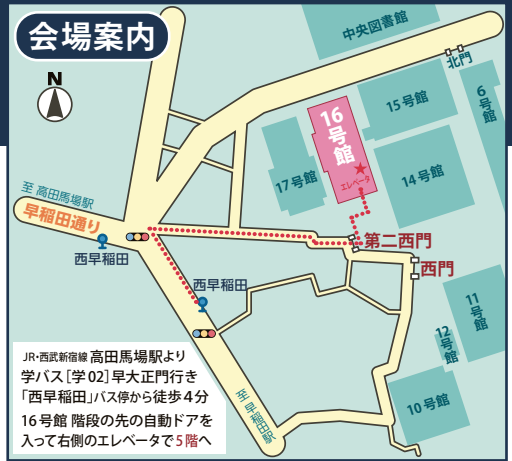 会場案内
N
中央図書館
北門
6号館
15号館
16号館
エレベータ
14号館
17号館
至 高田馬場駅
早稲田通り
西早稲田
第二西門
西門
西早稲田
11号館
12号館
10号館
至 早稲田駅
JR・西武新宿線 高田馬場駅より
学バス［学02］早大正門行き
「西早稲田」バス停から徒歩4分
16号館 階段の先の自動ドアを
入って右側のエレベータで5階へ